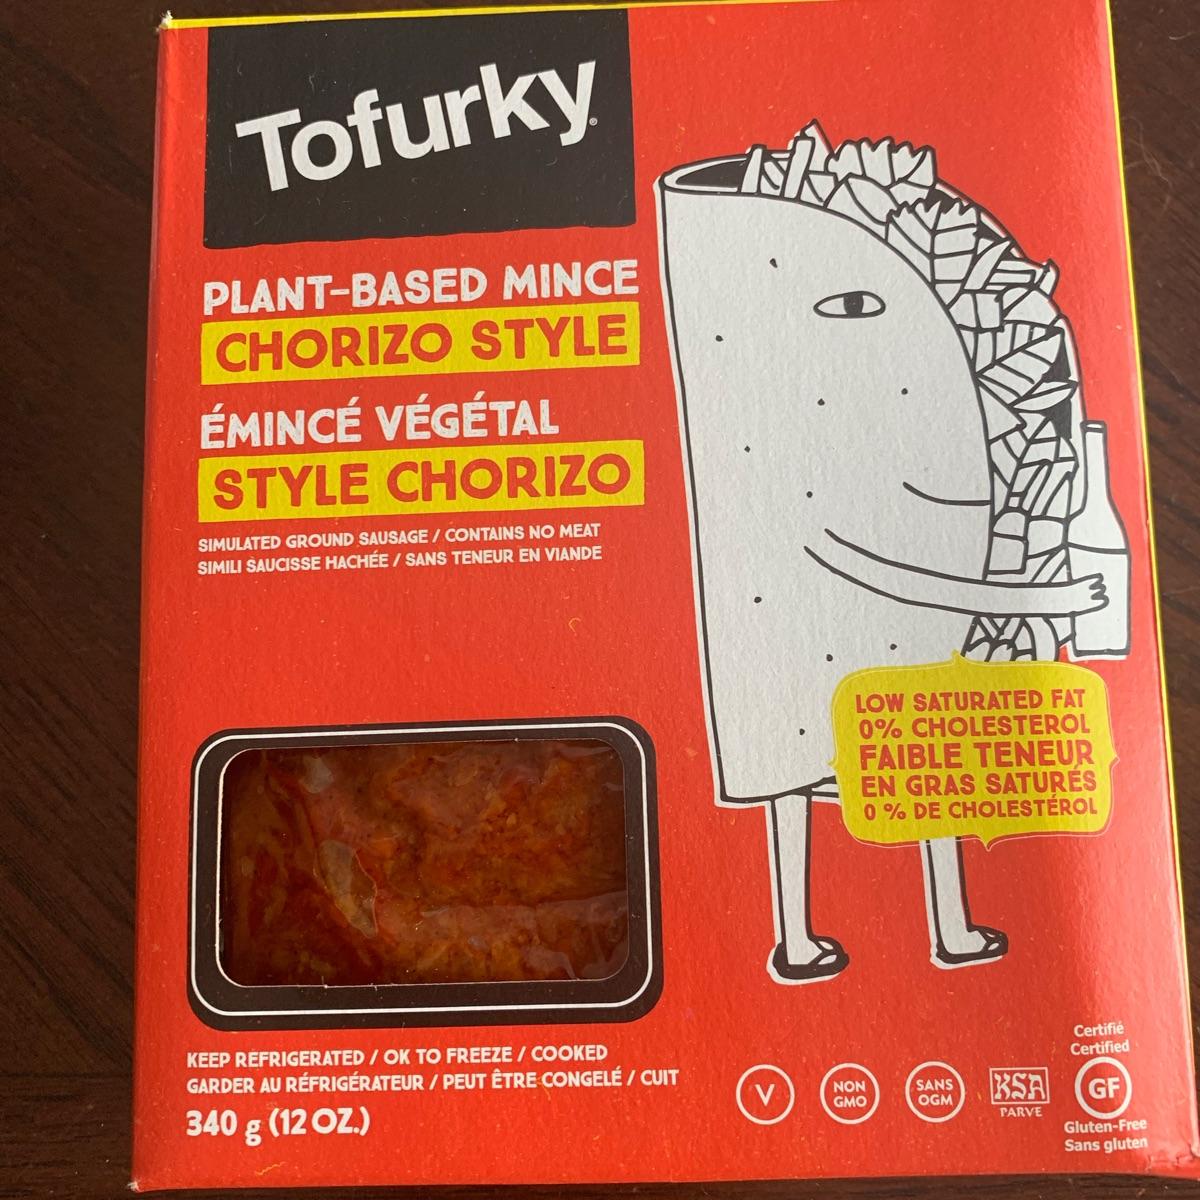 Tofurky®
PLANT-BASED MINCE
CHORIZO STYLE
ÉMINCÉ VÉGÉTAL
STYLE CHORIZO
SIMULATED GROUND SAUSAGE / CONTAINS NO MEAT
SIMILI SAUCISSE HACHÉE / SANS TENEUR EN VIANDE
LOW SATURATED FAT
0% CHOLESTEROL
FAIBLE TENEUR
EN GRAS SATURÉS
0 % DE CHOLESTÉROL
KEEP REFRIGERATED / OK TO FREEZE / COOKED
GARDER AU RÉFRIGÉRATEUR / PEUT ÊTRE CONGELÉ / CUIT
340 g (12 OZ.)
V
NON
GMO
SANS
OGM
KSA
PARVE
Certifié
Certified
GF
Gluten-Free
Sans gluten